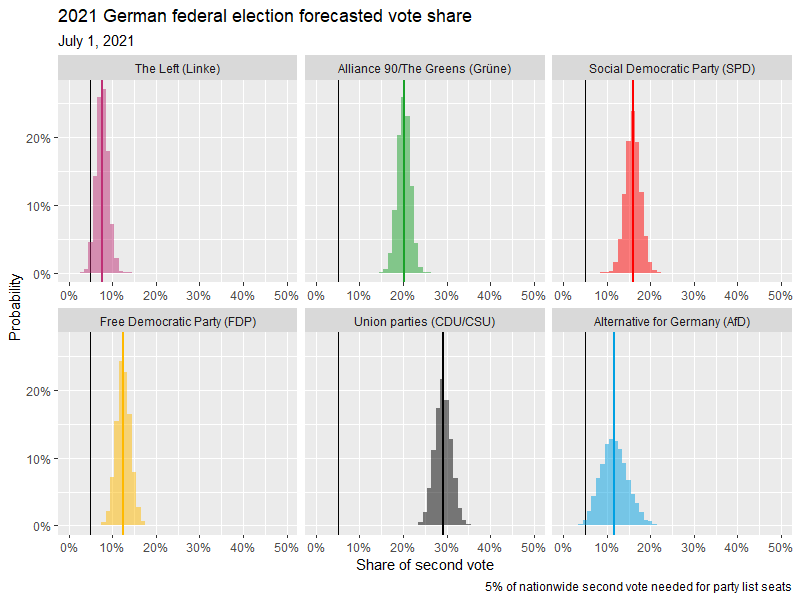 2021 German federal election forecasted vote share
July 1, 2021
The Left (Linke)
Alliance 90/The Greens (Grüne)
Social Democratic Party (SPD)
20%
10%
0%
0% 10% 20% 30% 40% 50%
0% 10% 20% 30% 40% 50%
0% 10% 20% 30% 40% 50%
Probability
Free Democratic Party (FDP)
Union parties (CDU/CSU)
Alternative for Germany (AfD)
20%
10%
0%
0% 10% 20% 30% 40% 50%
0% 10% 20% 30% 40% 50%
0% 10% 20% 30% 40% 50%
Share of second vote
5% of nationwide second vote needed for party list seats